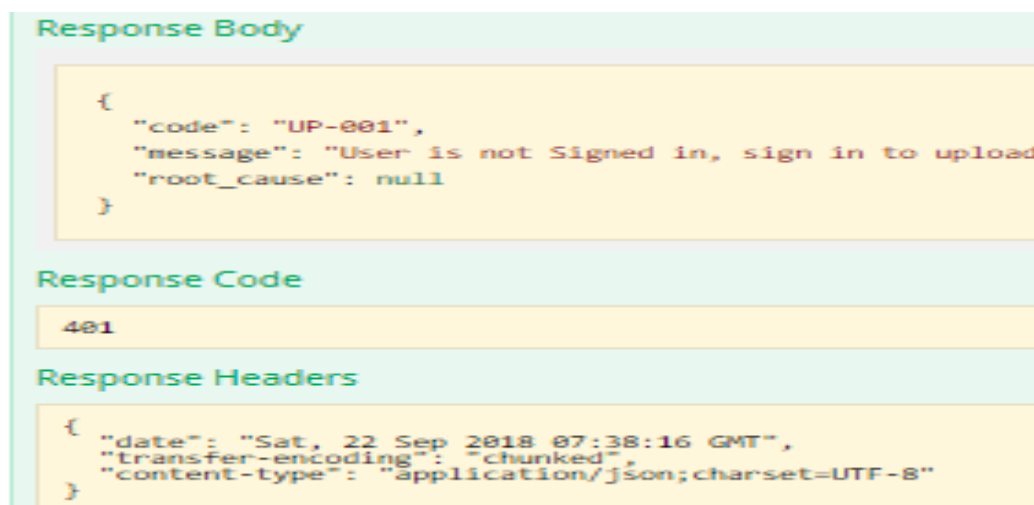 Response Body
{
"code": "UP-001",
"message": "User is not Signed in, sign in to upload
"root_cause": null
}
Response Code
401
Response Headers
{
"date": "Sat, 22 Sep 2018 07:38:16 GMT",
"transfer-encoding": "chunked",
"content-type": "application/json;charset=UTF-8"
}